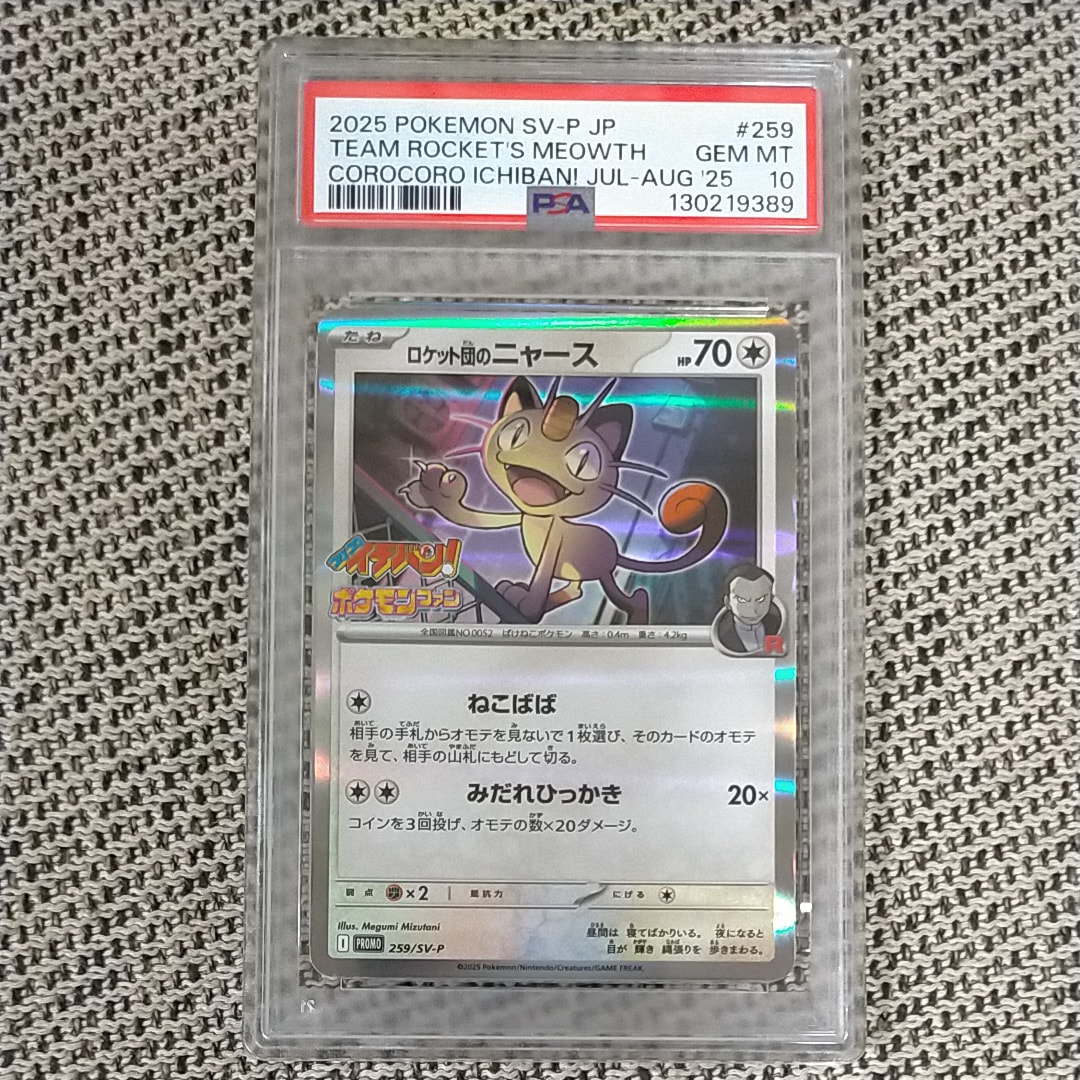 2025 POKEMON SV-P JP #259
TEAM ROCKET'S MEOWTH GEM MT
COROCORO ICHIBAN! JUL-AUG '25 10
PSA 130219389
たね ロケット団のニャース HP 70
コロコロ イチバン!
ポケモンファン
R
全国図鑑NO.0052 ばけねこポケモン 高さ:0.4m 重さ:4.2kg
ねこばば
相手の手札からオモテを見ないで1枚選び、そのカードのオモテ
を見て、相手の山札にもどして切る。
みだれひっかき 20×
コインを3回投げ、オモテの数×20ダメージ。
弱点 ×2 抵抗力 にげる
Illus. Megumi Mizutani
I PROMO 259/SV-P
昼間は 寝てばかりいる。 夜になると
目が 輝き 縄張りを 歩きまわる。
©2025 Pokémon/Nintendo/Creatures/GAME FREAK.